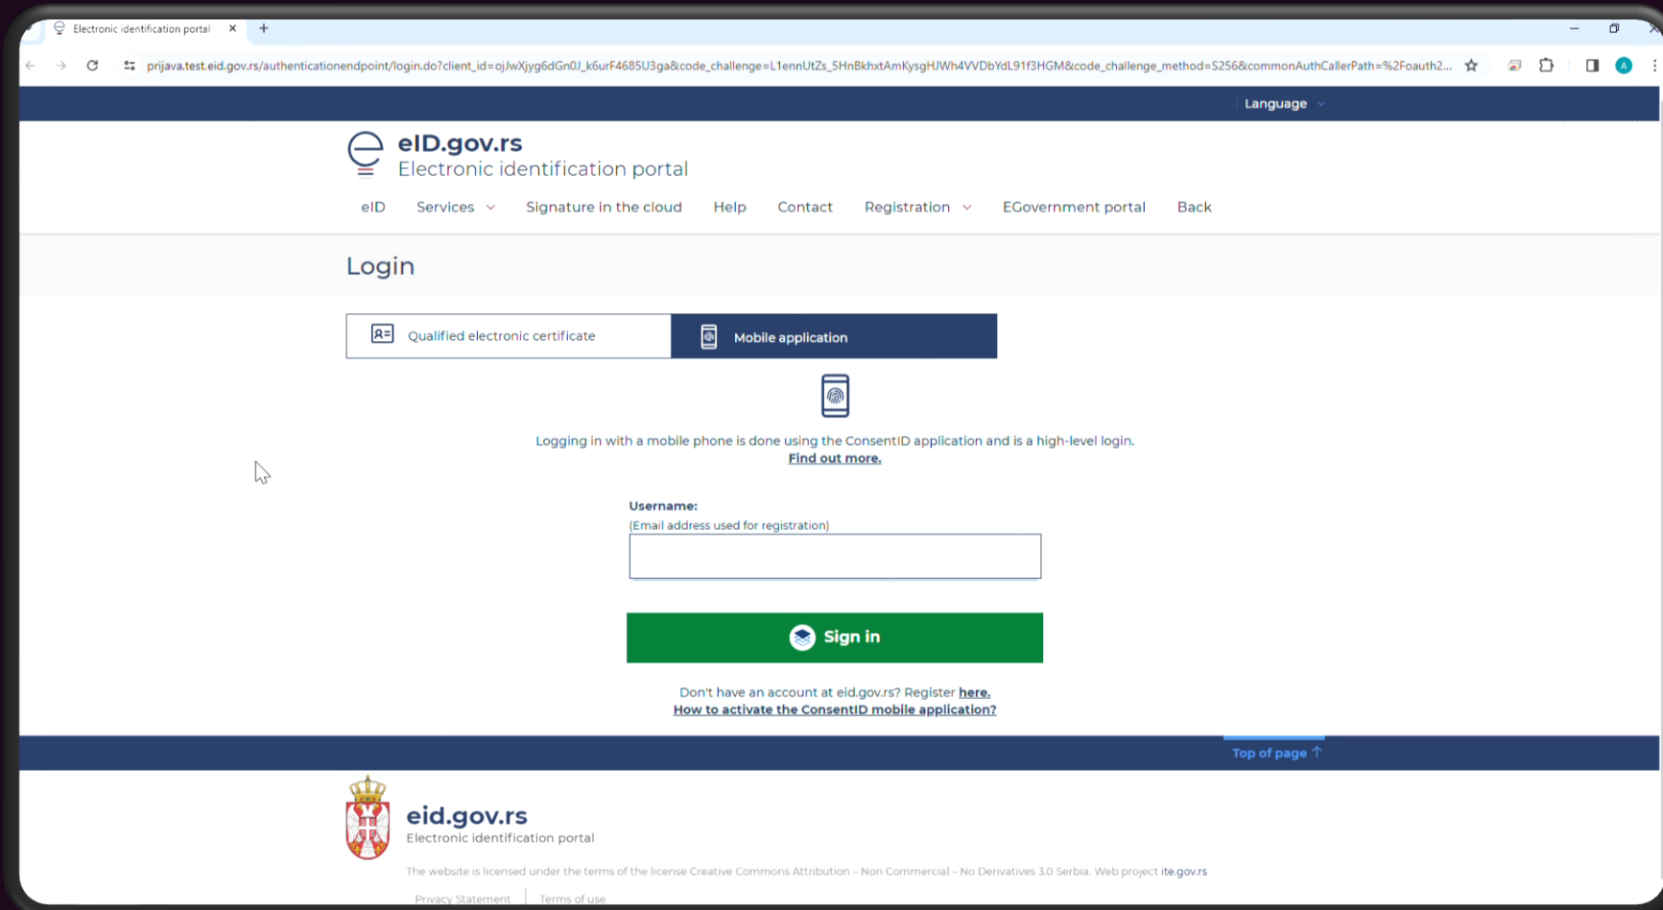 Electronic identification portal
prijava.test.eid.gov.rs/authenticationendpoint/login.do?client_id=ojJwXjyg6dGn0J_k6urF4685U3ga&code_challenge=L1ennUtZs_5HnBkhxtAmKysgHJWh4VVDbYdL91f3HGM&code_challenge_method=S256&commonAuthCallerPath=%2Foauth2...
A
Language
eID.gov.rs
Electronic identification portal
eID Services Signature in the cloud Help Contact Registration EGovernment portal Back
Login
Qualified electronic certificate Mobile application
Logging in with a mobile phone is done using the ConsentID application and is a high-level login.
Find out more.
Username:
(Email address used for registration)
Sign in
Don't have an account at eid.gov.rs? Register here.
How to activate the ConsentID mobile application?
Top of page ↑
eid.gov.rs
Electronic identification portal
The website is licensed under the terms of the license Creative Commons Attribution – Non Commercial – No Derivatives 3.0 Serbia. Web project ite.gov.rs
Privacy Statement Terms of use